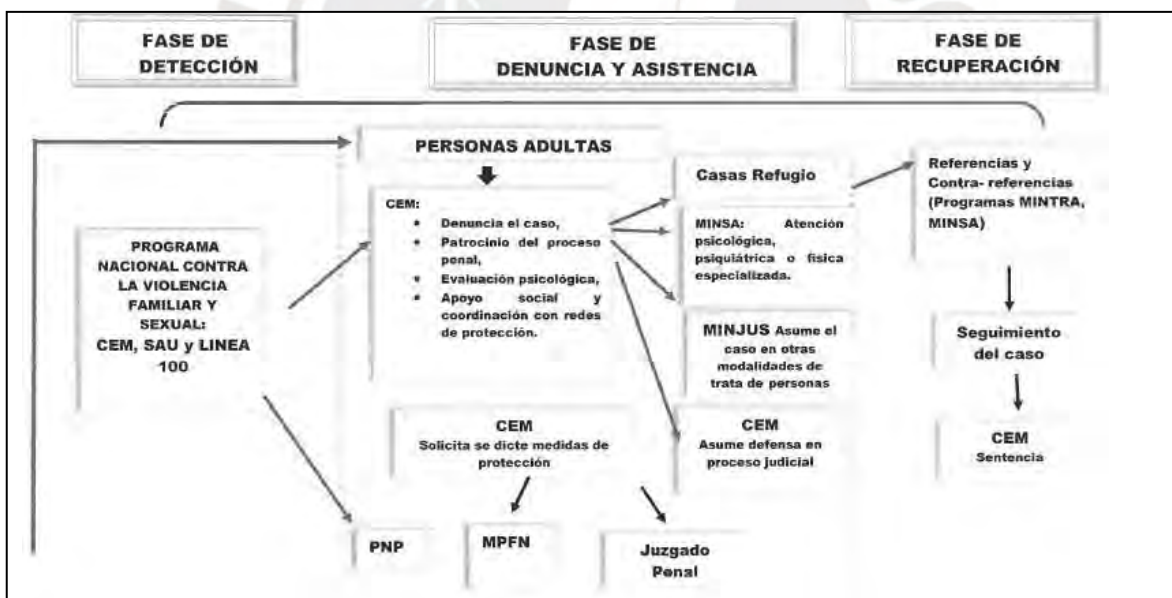 FASE DE
DETECCIÓN
FASE DE
DENUNCIA Y ASISTENCIA
FASE DE
RECUPERACIÓN
PERSONAS ADULTAS
PROGRAMA
NACIONAL CONTRA
LA VIOLENCIA
FAMILIAR Y
SEXUAL:
CEM, SAU y LINEA
100
CEM:
• Denuncia el caso,
• Patrocinio del proceso
penal,
• Evaluación psicológica,
• Apoyo social y
coordinación con redes
de protección.
Casas Refugio
MINSA: Atención
psicológica,
psiquiátrica o física
especializada.
MINJUS Asume el
caso en otras
modalidades de
trata de personas
CEM
Asume defensa en
proceso judicial
CEM
Solicita se dicte medidas de
protección
PNP
MPFN
Juzgado
Penal
Referencias y
Contra- referencias
(Programas MINTRA,
MINSA)
Seguimiento
del caso
CEM
Sentencia